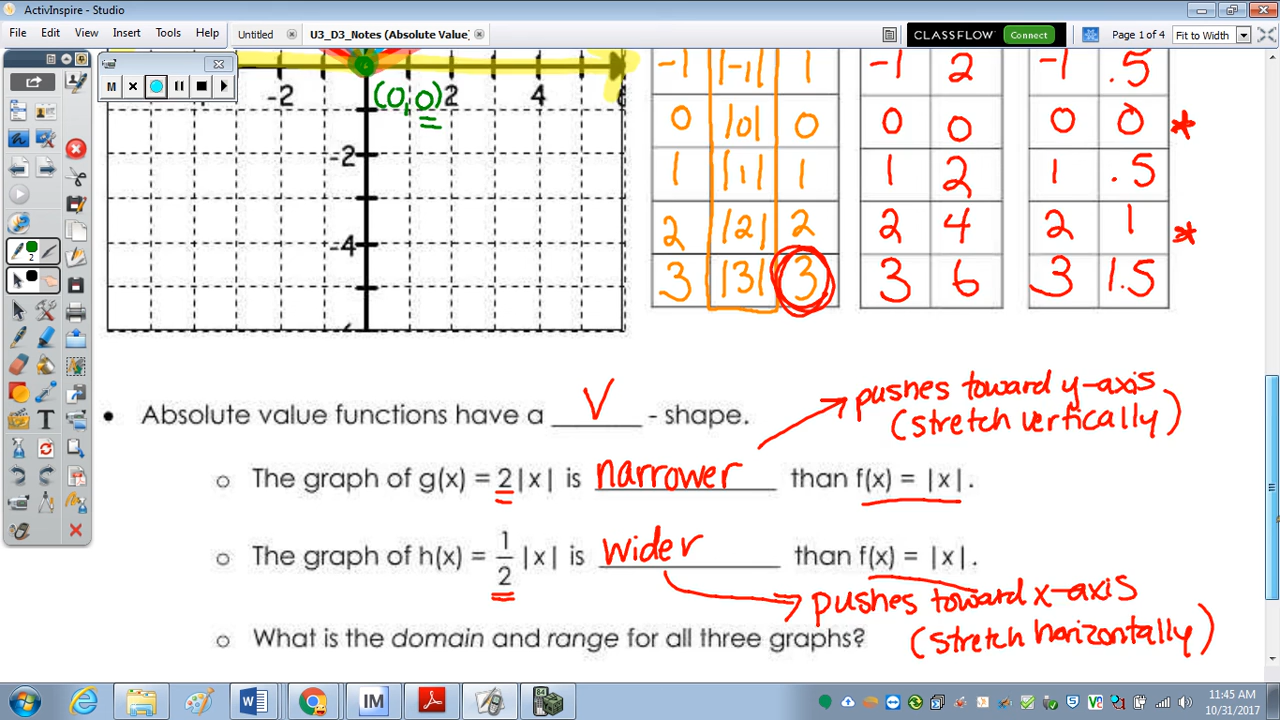 ActivInspire - Studio
File Edit View Insert Tools Help
Untitled
U3_D3_Notes (Absolute Value)
CLASSFLOW Connect
Page 1 of 4
Fit to Width
M
-2 2 4 6
(0,0)
-2
-4
-1 |-1| 1 -1 2 -1 .5
0 |0| 0 0 0 0 0 *
1 |1| 1 1 2 1 .5
2 |2| 2 2 4 2 1 *
3 |3| 3 3 6 3 1.5
pushes toward y-axis
(stretch vertically)
• Absolute value functions have a V - shape.
o The graph of g(x) = 2|x| is narrower than f(x) = |x|.
o The graph of h(x) = 1/2 |x| is wider than f(x) = |x|.
pushes toward x-axis
(stretch horizontally)
o What is the domain and range for all three graphs?
2
T
W
IM
84
11:45 AM
10/31/2017